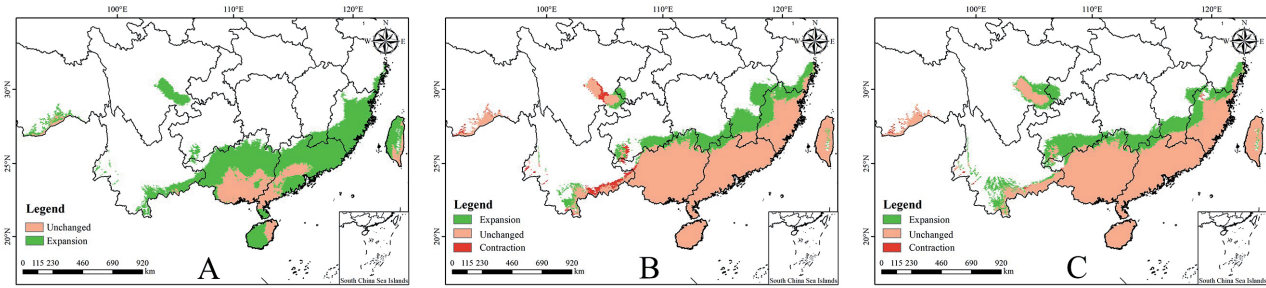 100°E 110°E 120°E
N
W E
S
30°N
25°N
20°N
Legend
Unchanged
Expansion
0 115 230 460 690 920
km
A
South China Sea Islands
100°E 110°E 120°E
N
W E
S
30°N
25°N
20°N
Legend
Expansion
Unchanged
Contraction
0 115 230 460 690 920
km
B
South China Sea Islands
100°E 110°E 120°E
N
W E
S
30°N
25°N
20°N
Legend
Expansion
Unchanged
Contraction
0 115 230 460 690 920
km
C
South China Sea Islands